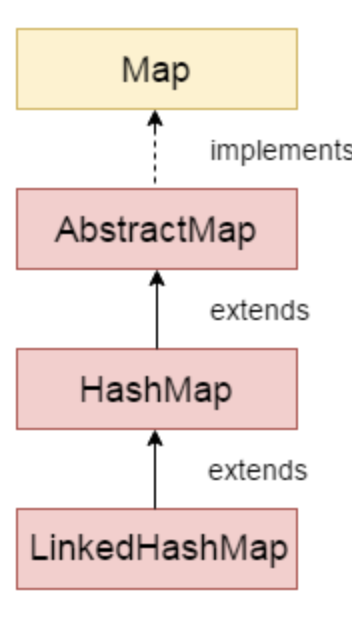 Map
implements
AbstractMap
extends
HashMap
extends
LinkedHashMap